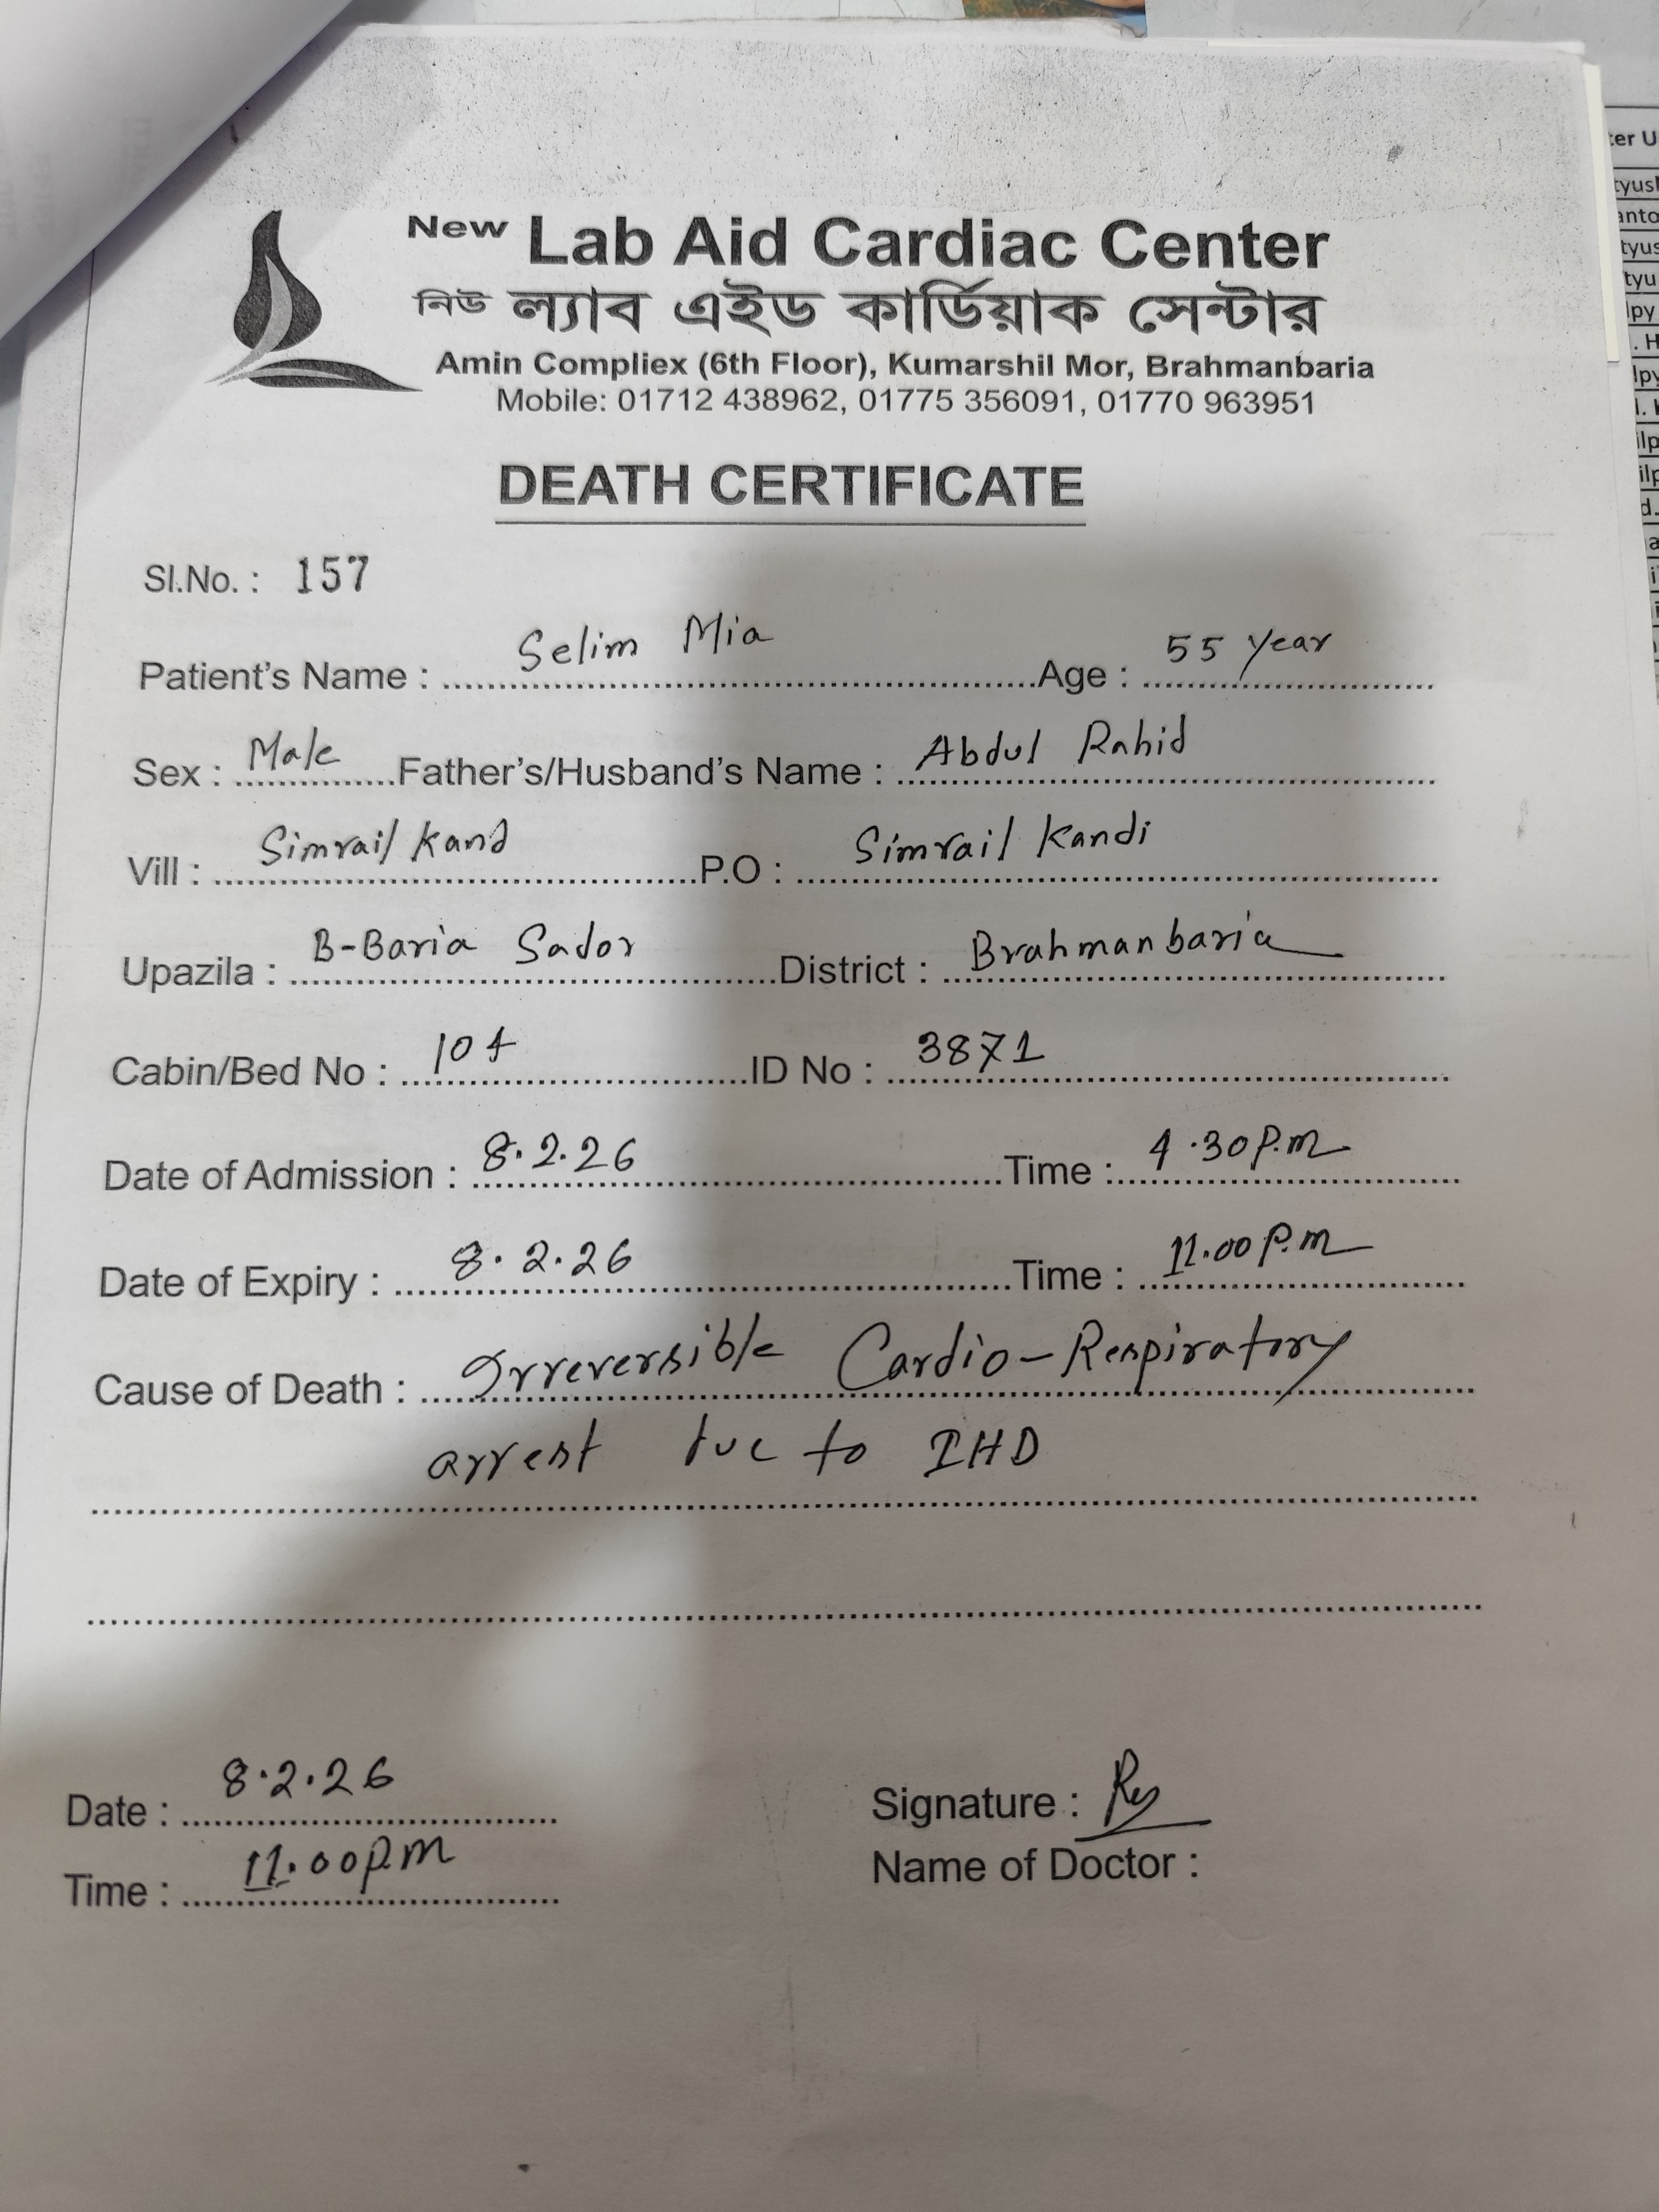 New Lab Aid Cardiac Center
নিউ ল্যাব এইড কার্ডিয়াক সেন্টার
Amin Compliex (6th Floor), Kumarshil Mor, Brahmanbaria
Mobile: 01712 438962, 01775 356091, 01770 963951
DEATH CERTIFICATE
Sl.No. : 157
Patient's Name : Selim Mia Age : 55 year
Sex : Male Father's/Husband's Name : Abdul Rahid
Vill : Simrail Kand P.O : Simrail Kandi
Upazila : B-Baria Sador District : Brahmanbaria
Cabin/Bed No : 104 ID No : 3871
Date of Admission : 8.2.26 Time : 4.30 P.m
Date of Expiry : 8.2.26 Time : 11.00 P.m
Cause of Death : Irreversible Cardio-Respiratory
arrest due to IHD
Date : 8.2.26 Signature :
Time : 11.00 p.m Name of Doctor :